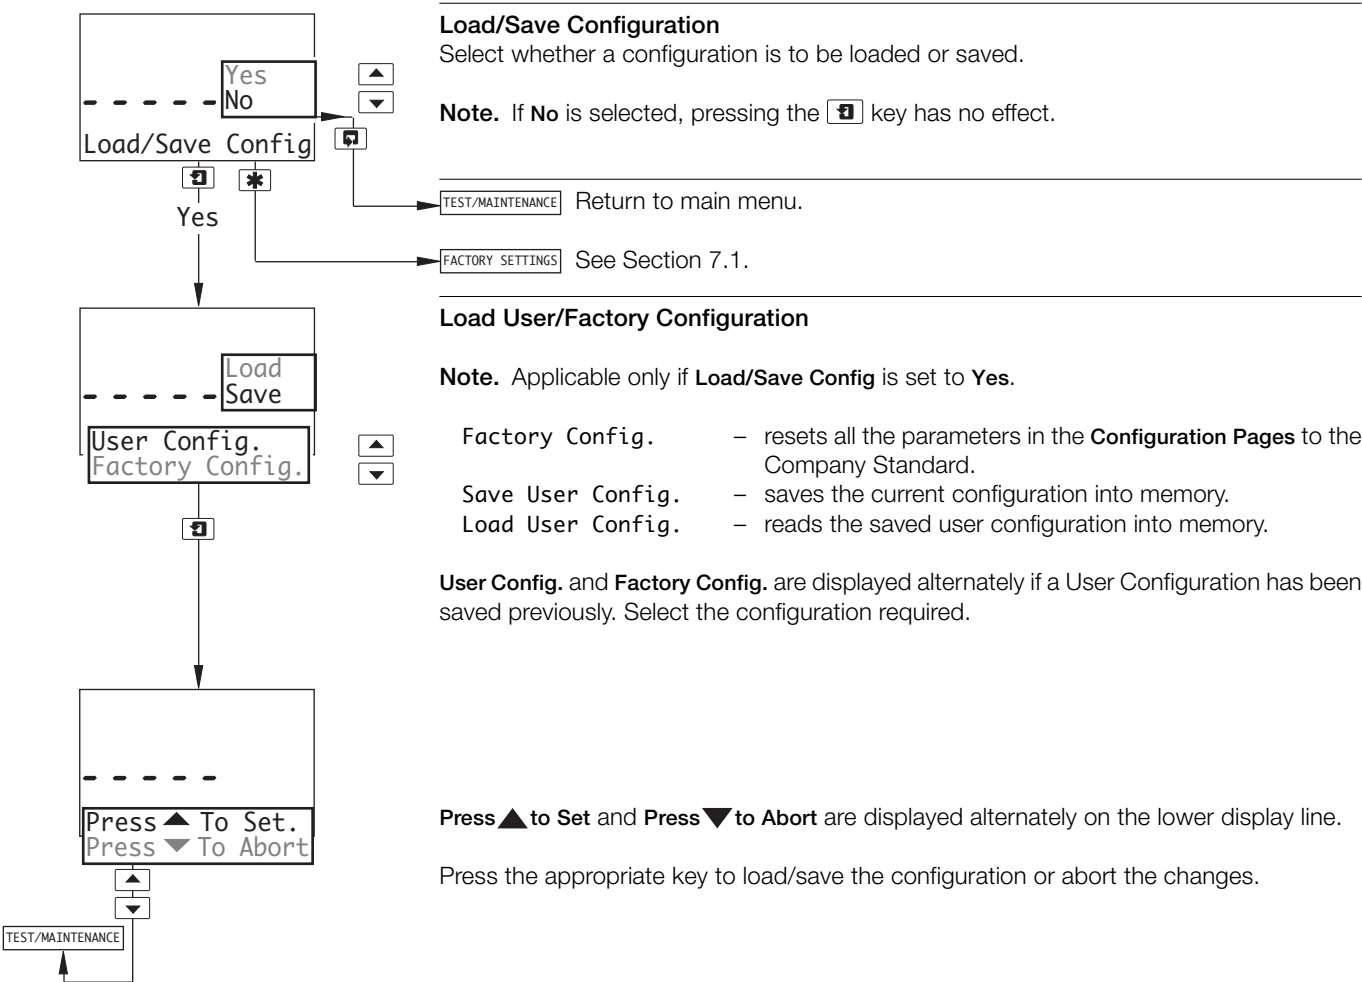 Load/Save Configuration
Select whether a configuration is to be loaded or saved.
Yes
No
Load/Save Config
Note. If No is selected, pressing the key has no effect.
Yes
TEST/MAINTENANCE Return to main menu.
FACTORY SETTINGS See Section 7.1.
Load User/Factory Configuration
Load
Save
User Config.
Factory Config.
Note. Applicable only if Load/Save Config is set to Yes.
Factory Config. – resets all the parameters in the Configuration Pages to the
Company Standard.
Save User Config. – saves the current configuration into memory.
Load User Config. – reads the saved user configuration into memory.
User Config. and Factory Config. are displayed alternately if a User Configuration has been
saved previously. Select the configuration required.
- - - - -
Press ▲ To Set.
Press ▼ To Abort
Press ▲ to Set and Press ▼ to Abort are displayed alternately on the lower display line.
Press the appropriate key to load/save the configuration or abort the changes.
TEST/MAINTENANCE